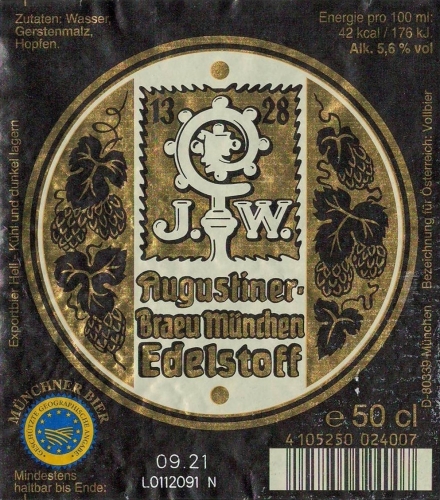 Zutaten: Wasser,
Gerstenmalz,
Hopfen.
Energie pro 100 ml:
42 kcal / 176 kJ.
Alk. 5,6 % vol
13 28
J. W.
Augustiner-
Braeu München
Edelstoff
Exportbier Hell - Kühl und dunkel lagern
D-80339 München Bezeichnung für Österreich: Vollbier
MÜNCHNER BIER
GESCHÜTZTE GEOGRAFISCHE ANGABE
Mindestens
haltbar bis Ende:
09.21
L0112091 N
e 50 cl
4 105250 024007